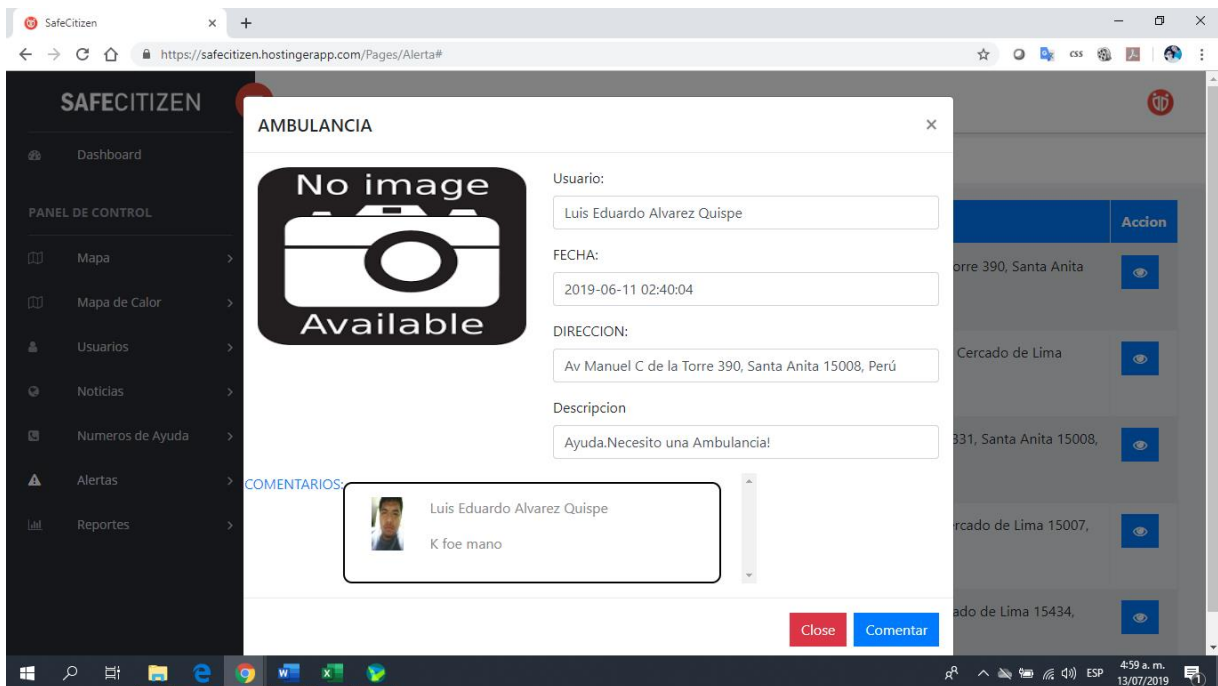 SafeCitizen
https://safecitizen.hostingerapp.com/Pages/Alerta#
CSS
SAFECITIZEN
Dashboard
PANEL DE CONTROL
Mapa
Mapa de Calor
Usuarios
Noticias
Numeros de Ayuda
Alertas
Reportes
AMBULANCIA
No image
Available
Usuario:
Luis Eduardo Alvarez Quispe
FECHA:
2019-06-11 02:40:04
DIRECCION:
Av Manuel C de la Torre 390, Santa Anita 15008, Perú
Descripcion
Ayuda.Necesito una Ambulancia!
COMENTARIOS:
Luis Eduardo Alvarez Quispe
K foe mano
Close
Comentar
Accion
orre 390, Santa Anita
Cercado de Lima
331, Santa Anita 15008,
ercado de Lima 15007,
ado de Lima 15434,
ESP
4:59 a. m.
13/07/2019
1